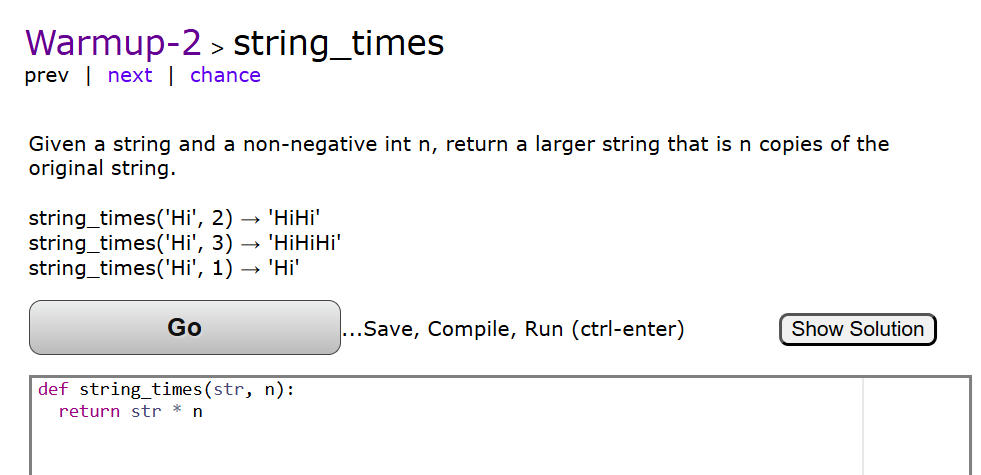 Warmup-2 > string_times
prev | next | chance
Given a string and a non-negative int n, return a larger string that is n copies of the
original string.
string_times('Hi', 2) → 'HiHi'
string_times('Hi', 3) → 'HiHiHi'
string_times('Hi', 1) → 'Hi'
Go ...Save, Compile, Run (ctrl-enter) Show Solution
def string_times(str, n):
  return str * n